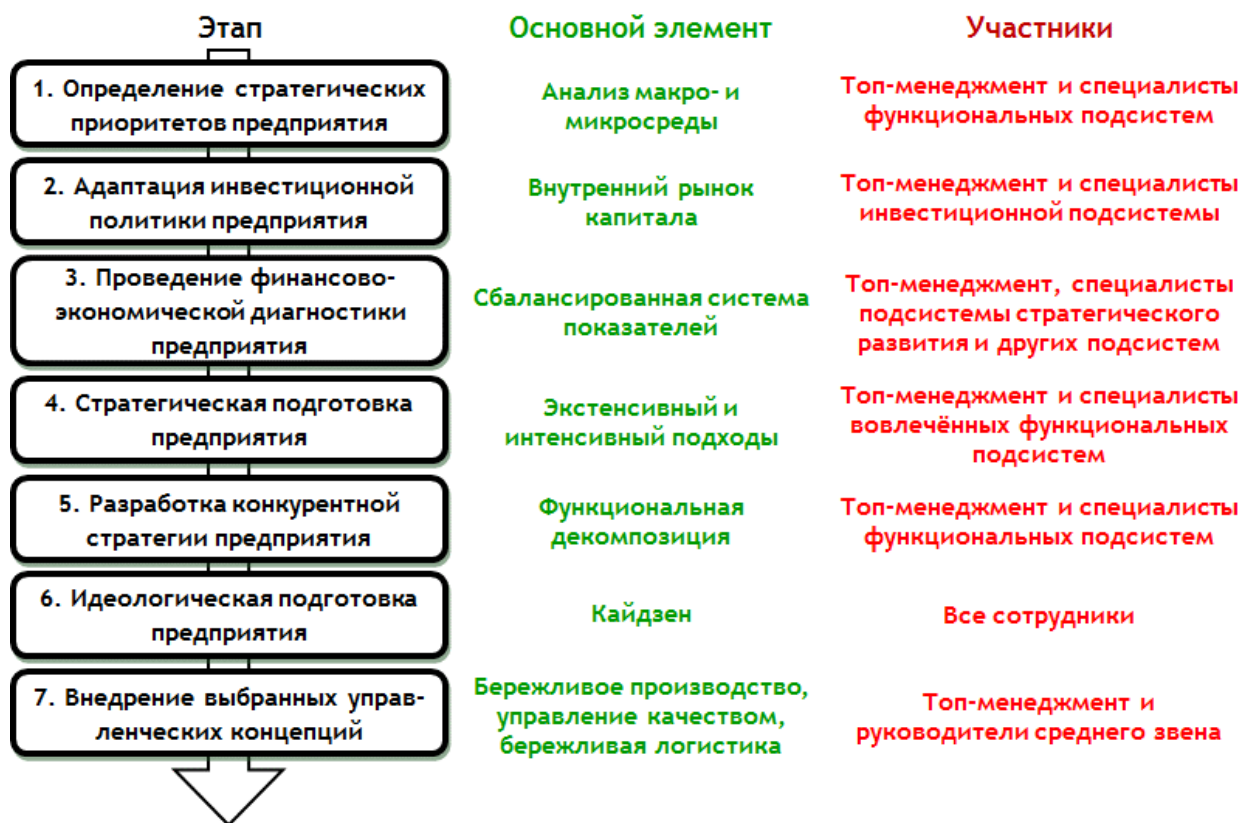 Этап
Основной элемент
Участники
1. Определение стратегических
приоритетов предприятия
Анализ макро- и
микросреды
Топ-менеджмент и специалисты
функциональных подсистем
2. Адаптация инвестиционной
политики предприятия
Внутренний рынок
капитала
Топ-менеджмент и специалисты
инвестиционной подсистемы
3. Проведение финансово-
экономической диагностики
предприятия
Сбалансированная система
показателей
Топ-менеджмент, специалисты
подсистемы стратегического
развития и других подсистем
4. Стратегическая подготовка
предприятия
Экстенсивный и
интенсивный подходы
Топ-менеджмент и специалисты
вовлечённых функциональных
подсистем
5. Разработка конкурентной
стратегии предприятия
Функциональная
декомпозиция
Топ-менеджмент и специалисты
функциональных подсистем
6. Идеологическая подготовка
предприятия
Кайдзен
Все сотрудники
7. Внедрение выбранных управ-
ленческих концепций
Бережливое производство,
управление качеством,
бережливая логистика
Топ-менеджмент и
руководители среднего звена